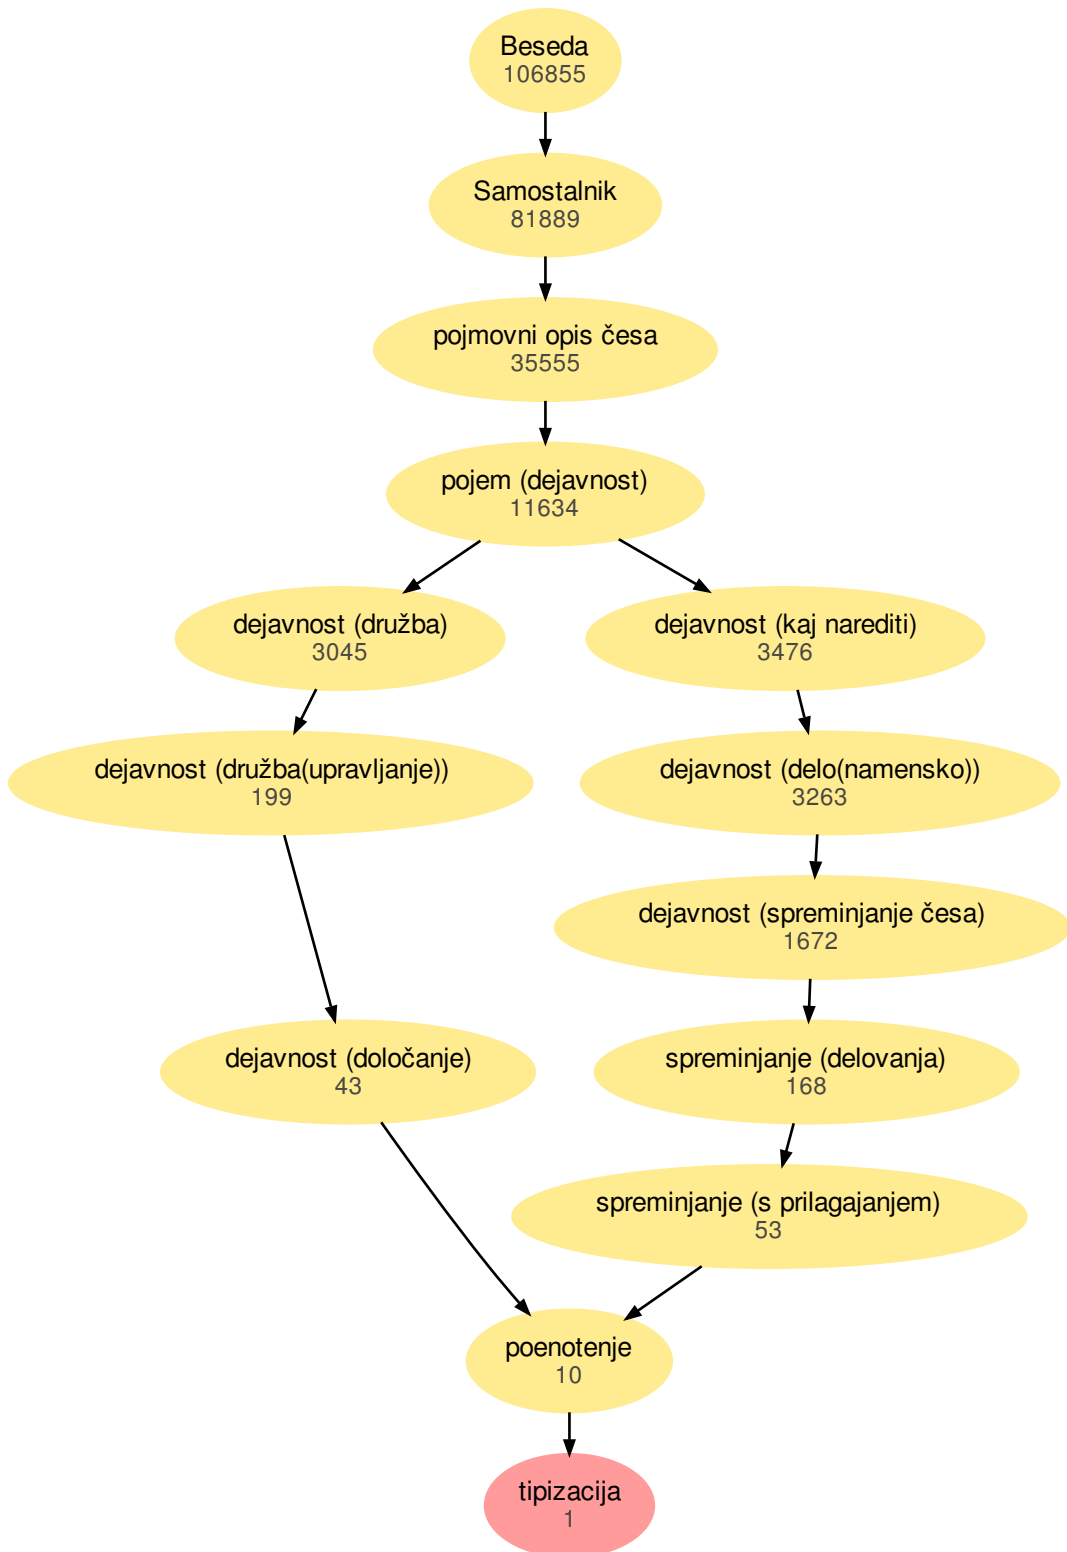 Beseda
106855
Samostalnik
81889
pojmovni opis česa
35555
pojem (dejavnost)
11634
dejavnost (družba)
3045
dejavnost (kaj narediti)
3476
dejavnost (družba(upravljanje))
199
dejavnost (delo(namensko))
3263
dejavnost (spreminjanje česa)
1672
dejavnost (določanje)
43
spreminjanje (delovanja)
168
spreminjanje (s prilagajanjem)
53
poenotenje
10
tipizacija
1